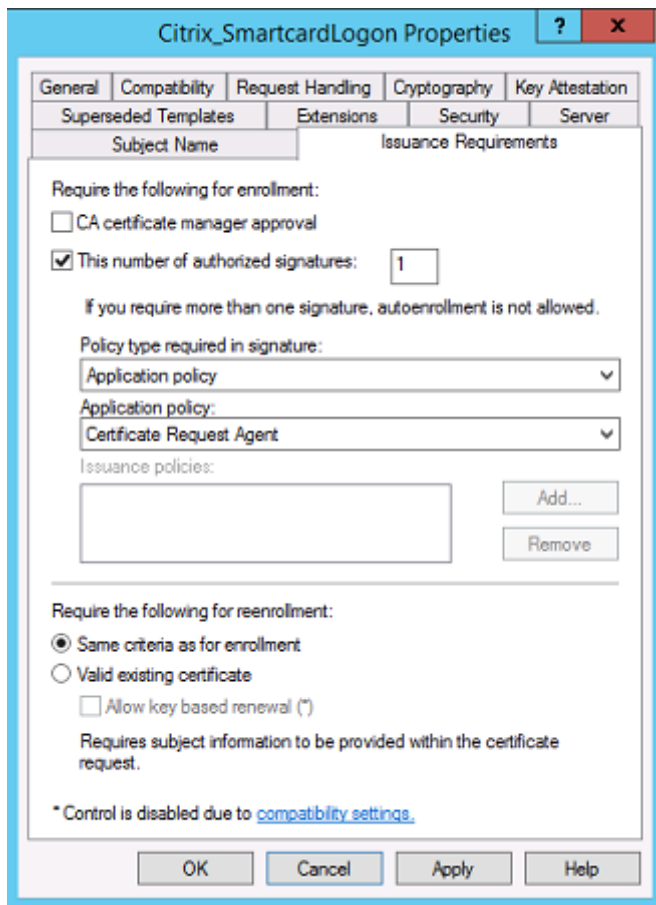 Citrix_SmartcardLogon Properties
?
x
General
Compatibility
Request Handling
Cryptography
Key Attestation
Superseded Templates
Extensions
Security
Server
Subject Name
Issuance Requirements
Require the following for enrollment:
CA certificate manager approval
This number of authorized signatures:
1
If you require more than one signature, autoenrollment is not allowed.
Policy type required in signature:
Application policy
Application policy:
Certificate Request Agent
Issuance policies:
Add...
Remove
Require the following for reenrollment:
Same criteria as for enrollment
Valid existing certificate
Allow key based renewal (*)
Requires subject information to be provided within the certificate
request.
* Control is disabled due to compatibility settings.
OK
Cancel
Apply
Help